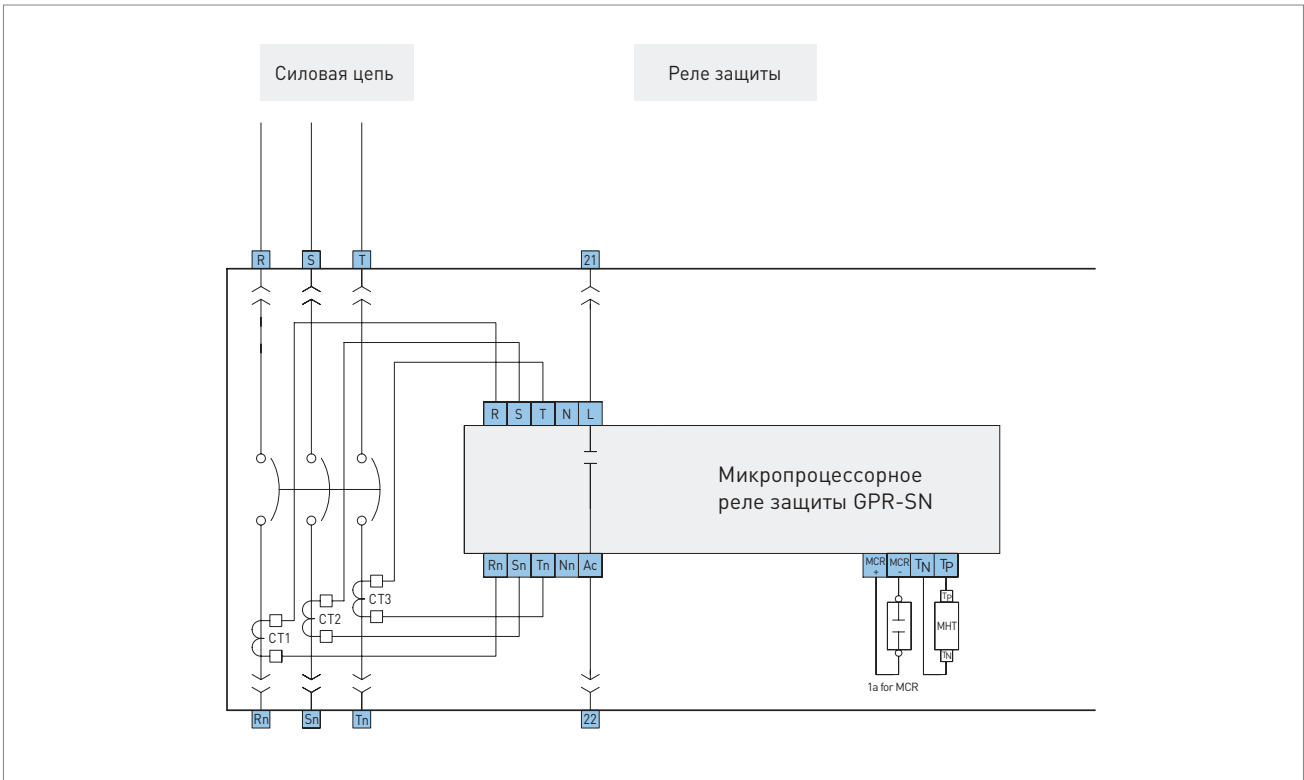 Силовая цепь
Реле защиты
R S T 21
R S T N L
Микропроцессорное
реле защиты GPR-SN
Rn Sn Tn Nn Ac
MCR + MCR - TN TP
CT3
CT2
CT1
TP
MHT
TN
1a for MCR
Rn Sn Tn 22